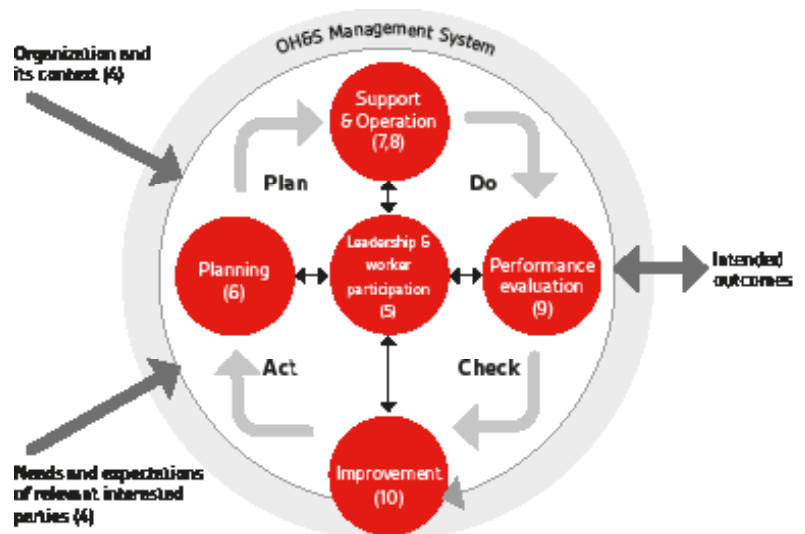 OH&S Management System
Organization and
its context (4)
Support
& Operation
(7,8)
Plan
Do
Planning
(6)
Leadership &
worker
participation
(5)
Performance
evaluation
(9)
Intended
outcomes
Act
Check
Needs and expectations
of relevant interested
parties (4)
Improvement
(10)